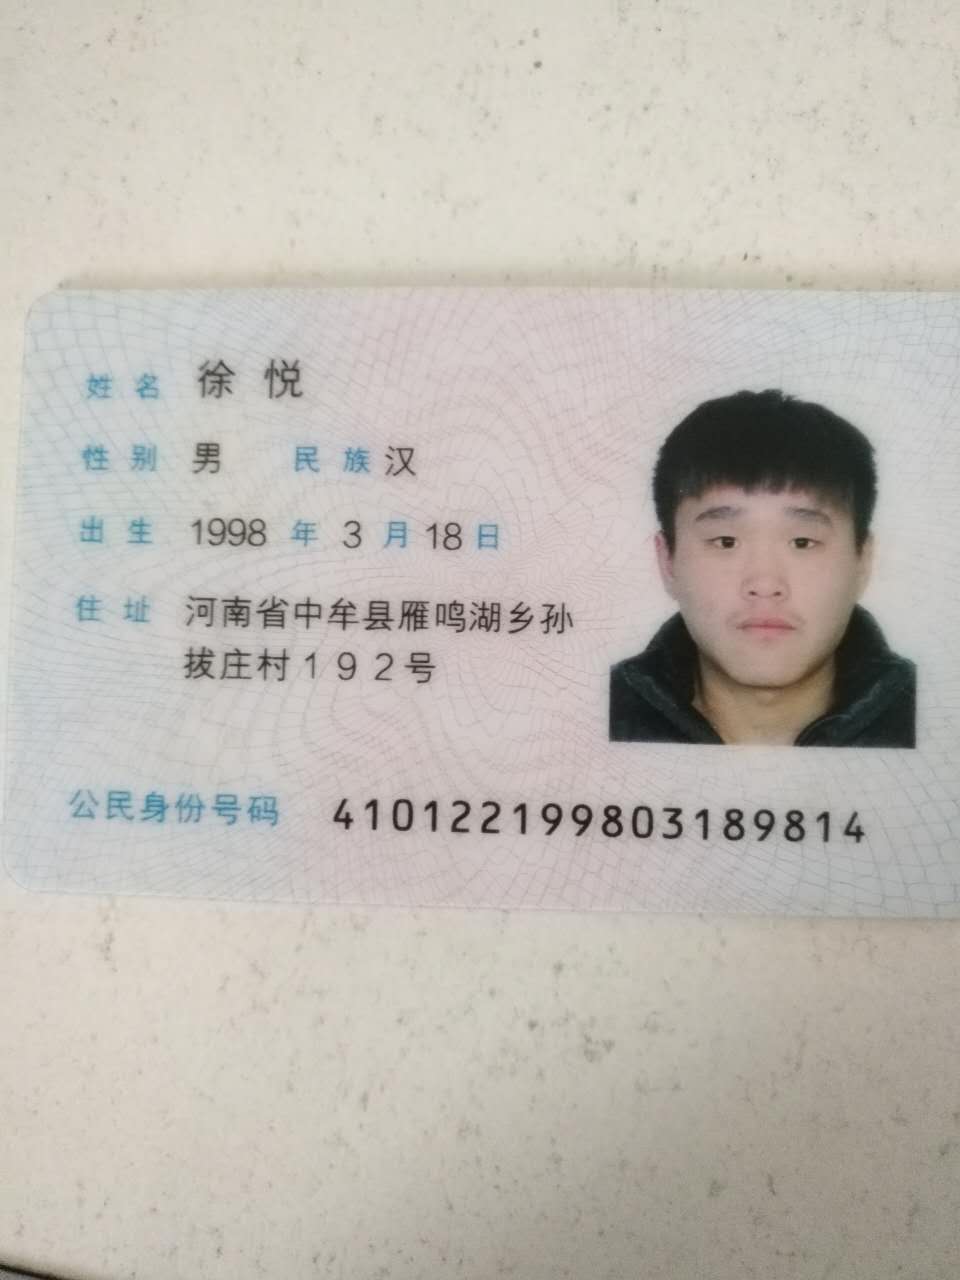 姓名 徐悦
性别 男 民族 汉
出生 1998 年 3 月 18 日
住址 河南省中牟县雁鸣湖乡孙
拔庄村192号
公民身份号码 410122199803189814